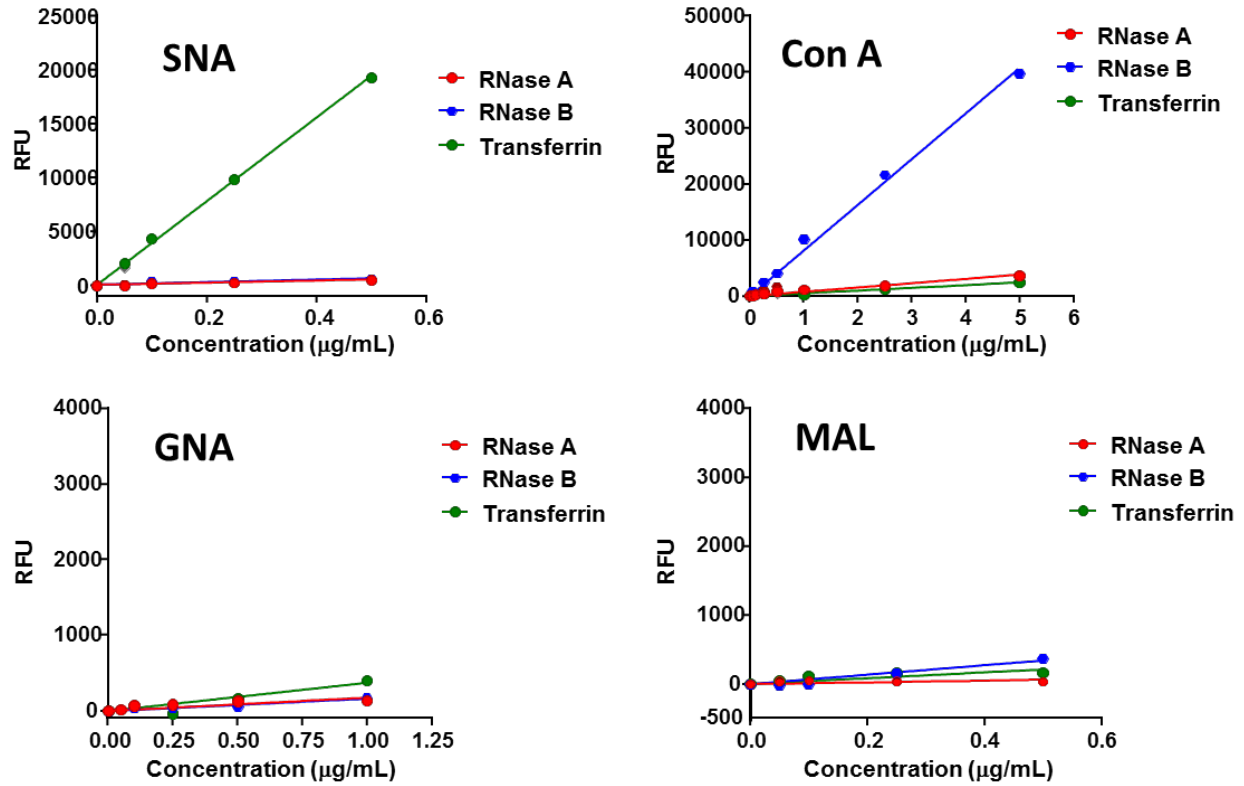 SNA
25000
20000
15000
10000
5000
0
RFU
0.0
0.2
0.4
0.6
Concentration (μg/mL)
RNase A
RNase B
Transferrin
Con A
50000
40000
30000
20000
10000
0
RFU
0
1
2
3
4
5
6
Concentration (μg/mL)
RNase A
RNase B
Transferrin
GNA
4000
3000
2000
1000
0
RFU
0.00
0.25
0.50
0.75
1.00
1.25
Concentration (μg/mL)
RNase A
RNase B
Transferrin
MAL
4000
3000
2000
1000
0
-500
RFU
0.0
0.2
0.4
0.6
Concentration (μg/mL)
RNase A
RNase B
Transferrin